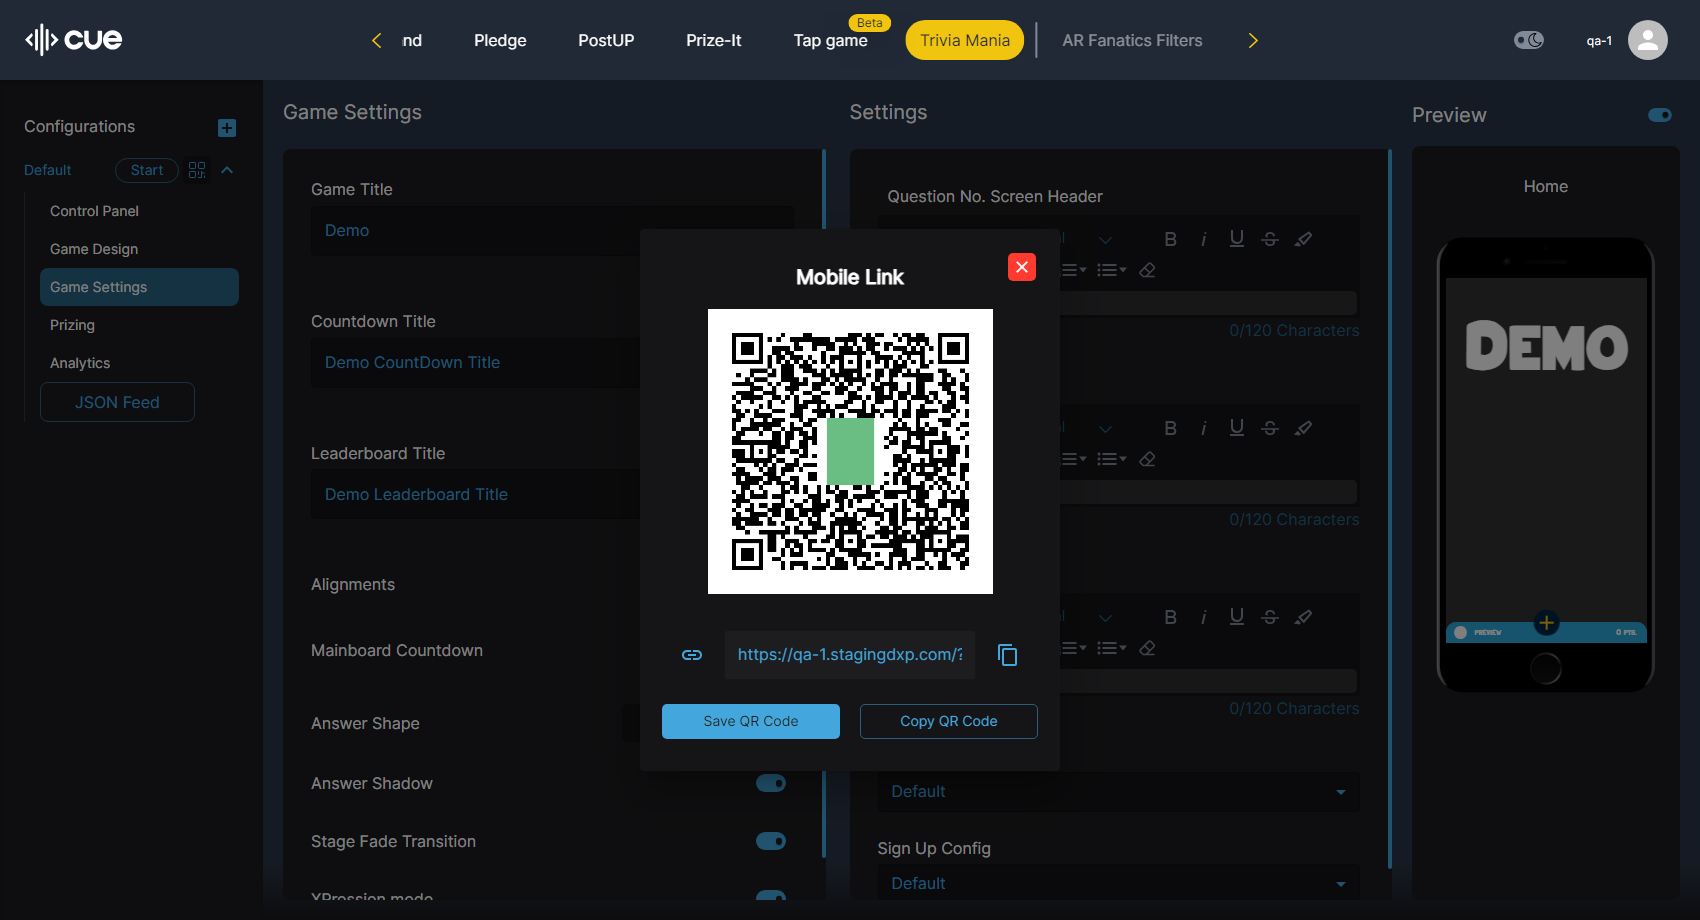 cue
nd
Pledge
PostUP
Prize-It
Tap game
Beta
Trivia Mania
AR Fanatics Filters
qa-1
Configurations
Default
Start
Control Panel
Game Design
Game Settings
Prizing
Analytics
JSON Feed
Game Settings
Game Title
Demo
Countdown Title
Demo CountDown Title
Leaderboard Title
Demo Leaderboard Title
Alignments
Mainboard Countdown
Answer Shape
Answer Shadow
Stage Fade Transition
XPression mode
Mobile Link
https://qa-1.stagingdxp.com/?
Save QR Code
Copy QR Code
Settings
Question No. Screen Header
0/120 Characters
0/120 Characters
0/120 Characters
Default
Sign Up Config
Default
Preview
Home
DEMO
PREVIEW
0 PTS.